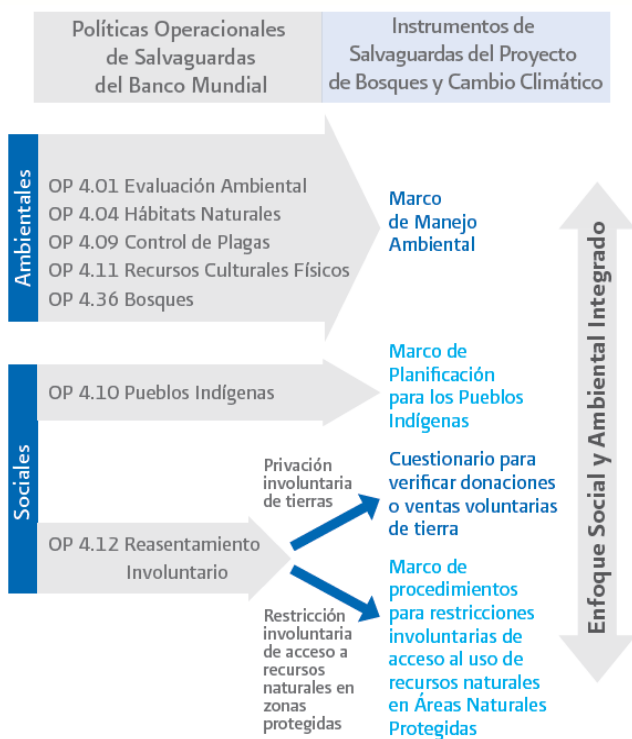 Políticas Operacionales
de Salvaguardas
del Banco Mundial
Instrumentos de
Salvaguardas del Proyecto
de Bosques y Cambio Climático
Ambientales
OP 4.01 Evaluación Ambiental
OP 4.04 Hábitats Naturales
OP 4.09 Control de Plagas
OP 4.11 Recursos Culturales Físicos
OP 4.36 Bosques
Marco
de Manejo
Ambiental
Sociales
OP 4.10 Pueblos Indígenas
Marco de
Planificación
para los Pueblos
Indígenas
OP 4.12 Reasentamiento
Involuntario
Privación
involuntaria
de tierras
Cuestionario para
verificar donaciones
o ventas voluntarias
de tierra
Restricción
involuntaria
de acceso a
recursos
naturales en
zonas
protegidas
Marco de
procedimientos
para restricciones
involuntarias de
acceso al uso de
recursos naturales
en Áreas Naturales
Protegidas
Enfoque Social y Ambiental Integrado